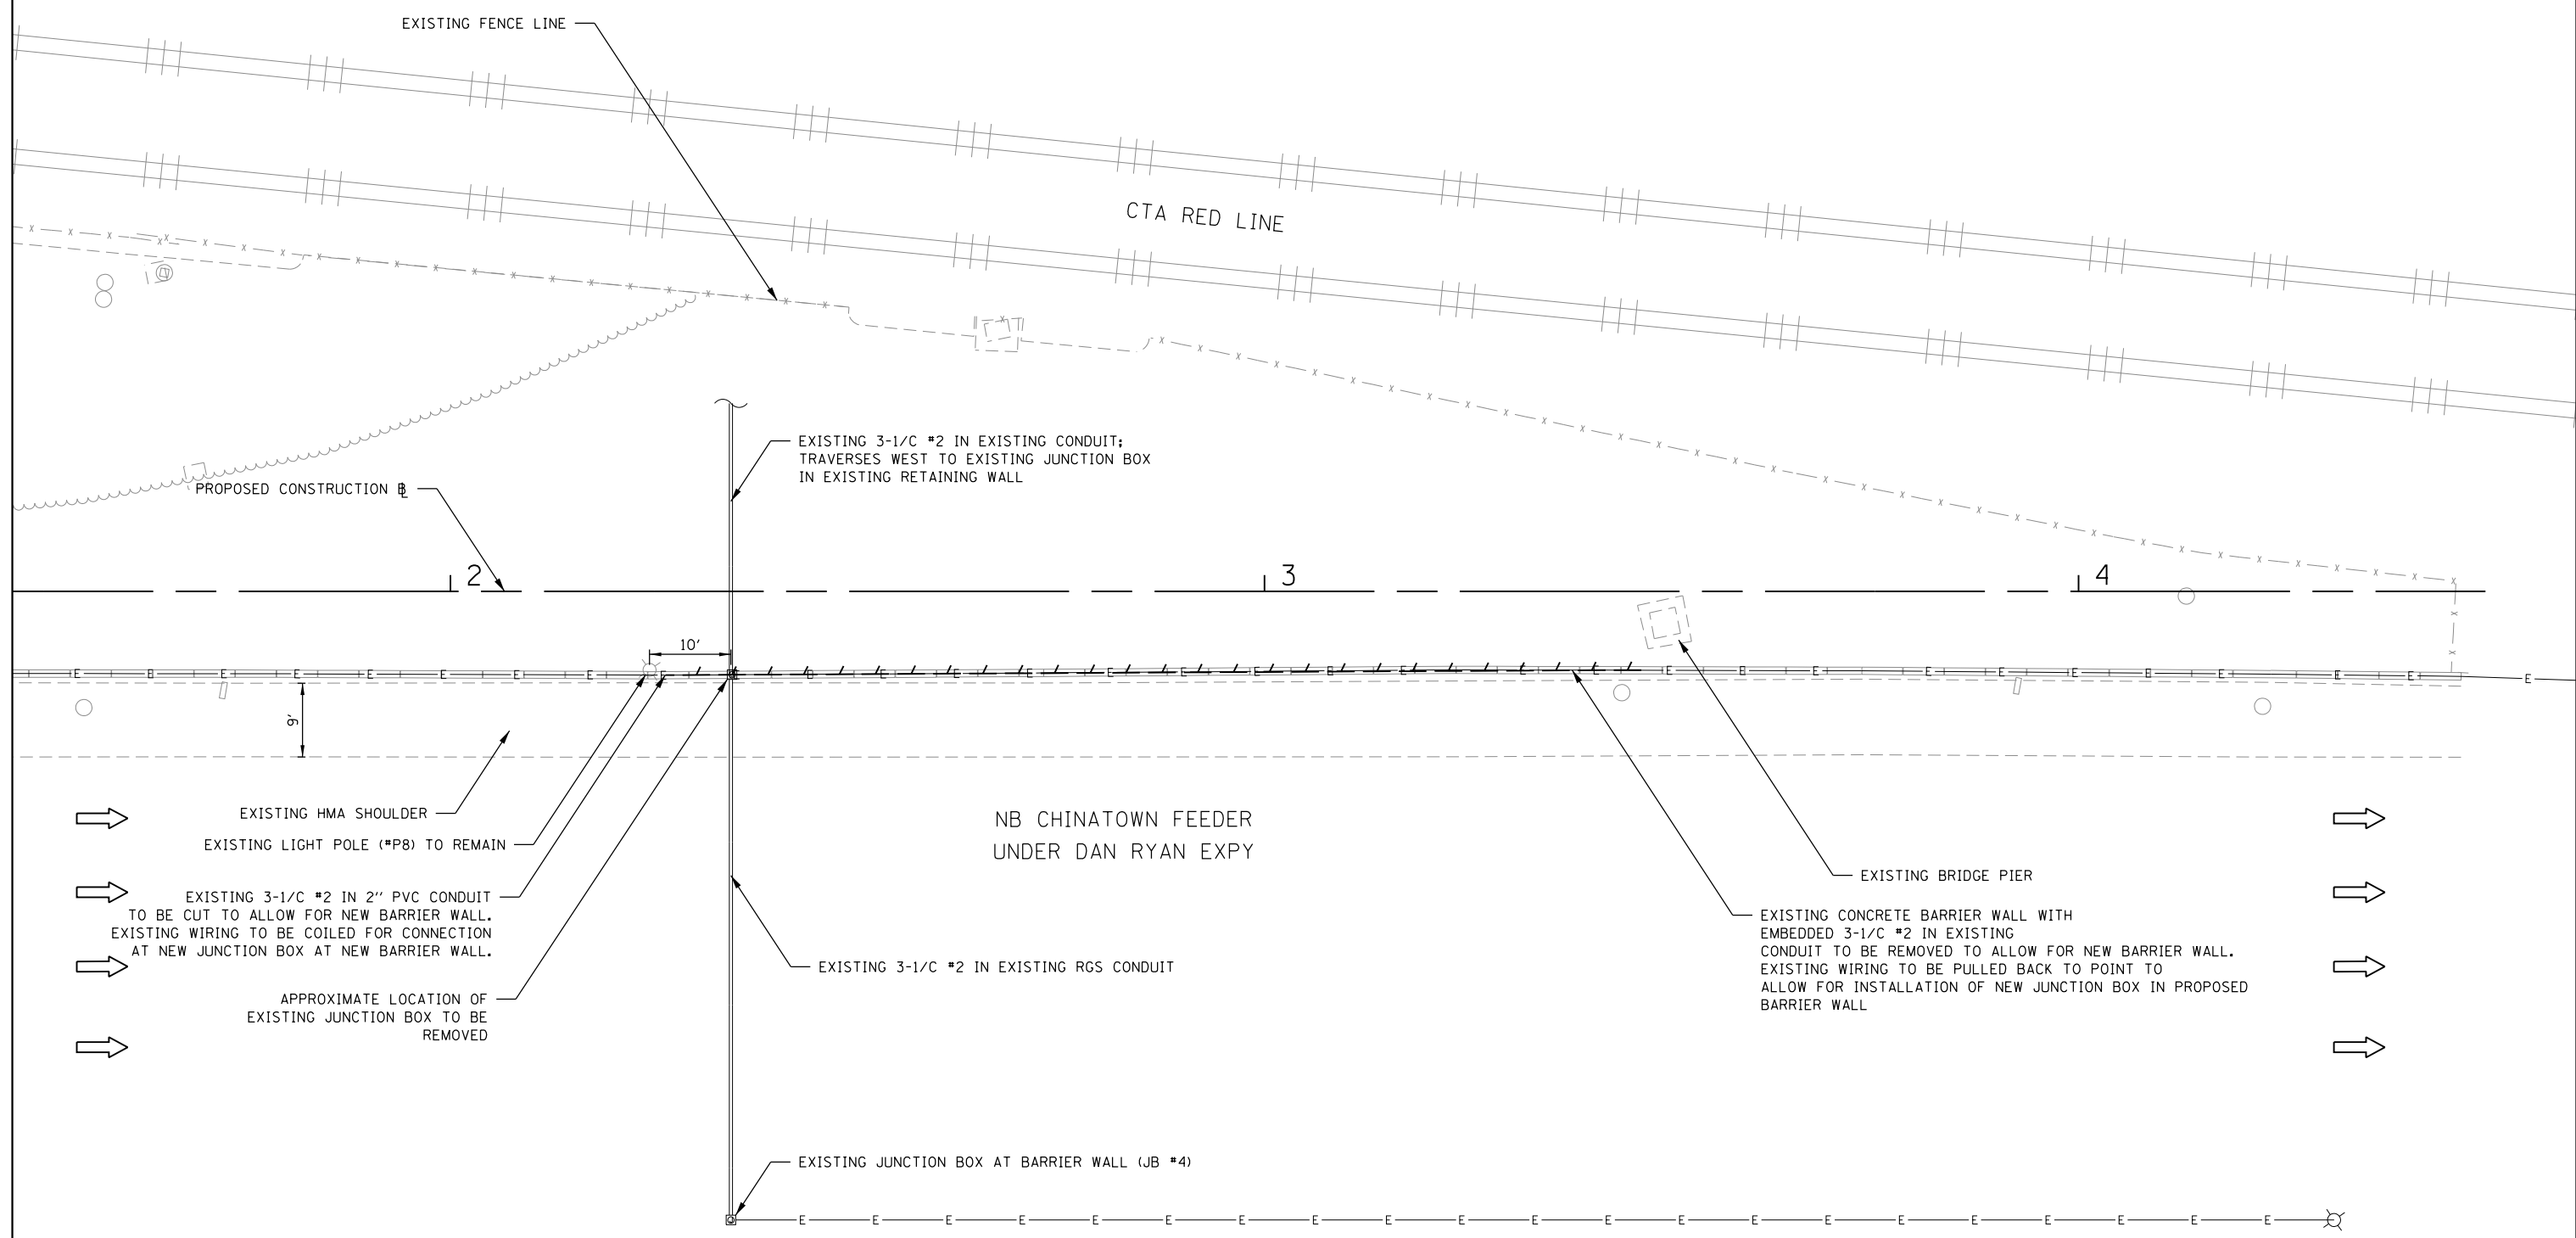 EXISTING FENCE LINE
CTA RED LINE
EXISTING 3-1/C #2 IN EXISTING CONDUIT;
TRAVERSES WEST TO EXISTING JUNCTION BOX
IN EXISTING RETAINING WALL
PROPOSED CONSTRUCTION BL
2
3
4
10'
9'
EXISTING HMA SHOULDER
EXISTING LIGHT POLE (#P8) TO REMAIN
EXISTING 3-1/C #2 IN 2'' PVC CONDUIT
TO BE CUT TO ALLOW FOR NEW BARRIER WALL.
EXISTING WIRING TO BE COILED FOR CONNECTION
AT NEW JUNCTION BOX AT NEW BARRIER WALL.
APPROXIMATE LOCATION OF
EXISTING JUNCTION BOX TO BE
REMOVED
NB CHINATOWN FEEDER
UNDER DAN RYAN EXPY
EXISTING 3-1/C #2 IN EXISTING RGS CONDUIT
EXISTING BRIDGE PIER
EXISTING CONCRETE BARRIER WALL WITH
EMBEDDED 3-1/C #2 IN EXISTING
CONDUIT TO BE REMOVED TO ALLOW FOR NEW BARRIER WALL.
EXISTING WIRING TO BE PULLED BACK TO POINT TO
ALLOW FOR INSTALLATION OF NEW JUNCTION BOX IN PROPOSED
BARRIER WALL
EXISTING JUNCTION BOX AT BARRIER WALL (JB #4)
E E E E E E E E E E E E E E E E E E E E E